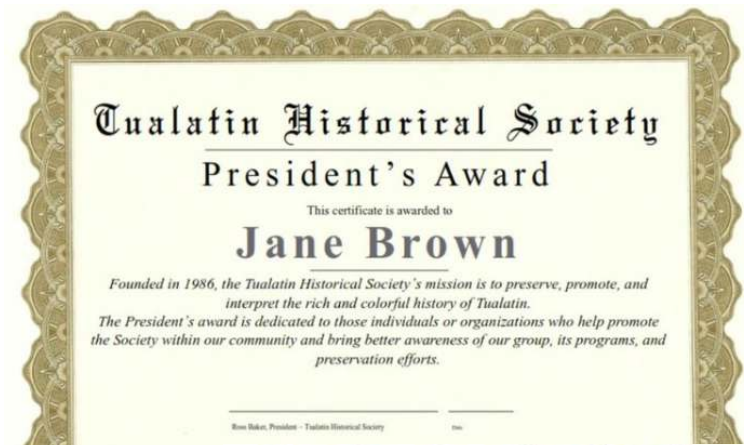 Tualatin Historical Society
President's Award
This certificate is awarded to
Jane Brown
Founded in 1986, the Tualatin Historical Society's mission is to preserve, promote, and
interpret the rich and colorful history of Tualatin.
The President's award is dedicated to those individuals or organizations who help promote
the Society within our community and bring better awareness of our group, its programs, and
preservation efforts.
Ross Baker, President - Tualatin Historical Society
Date